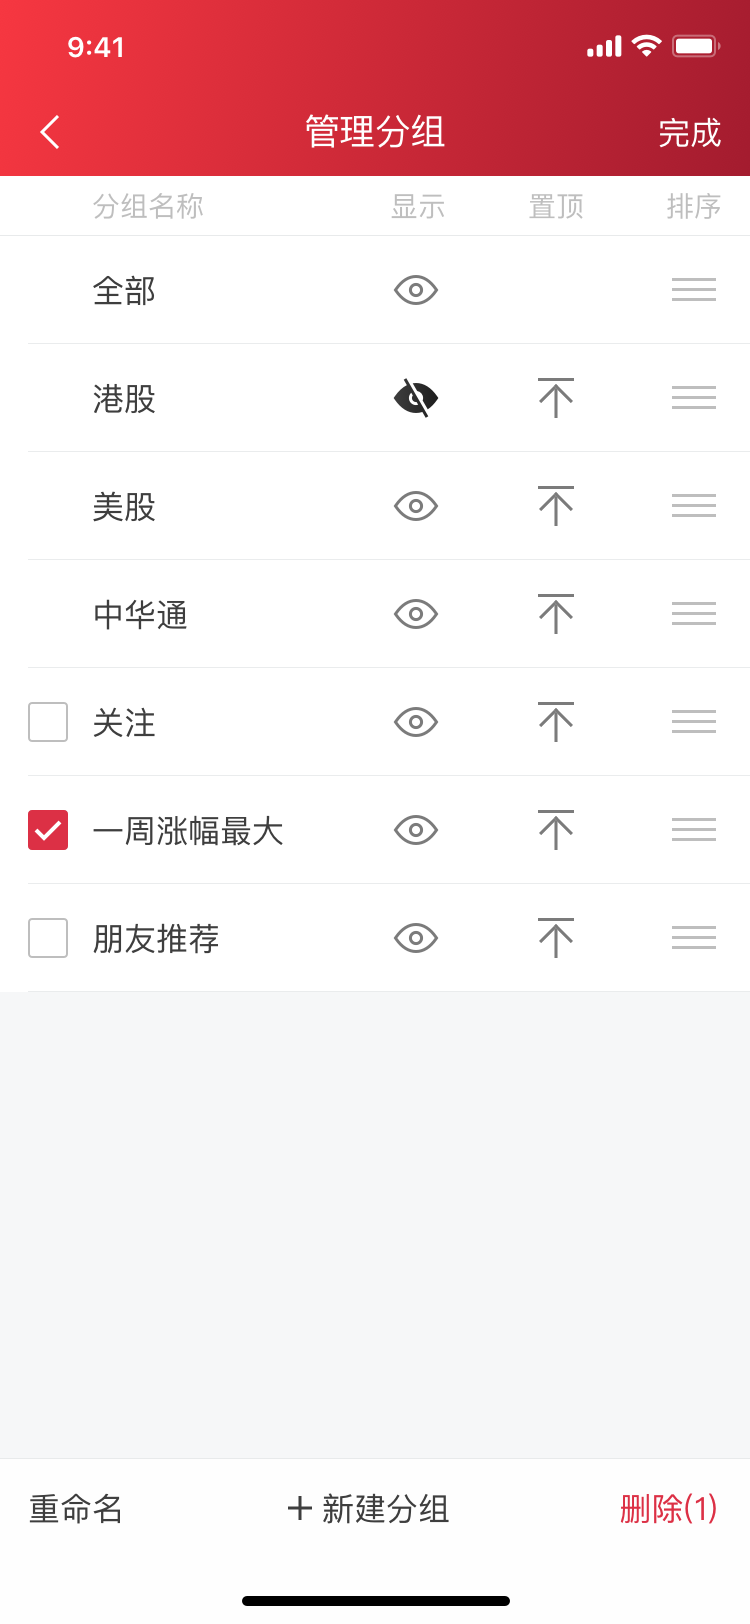 9:41
管理分组 完成
分组名称 显示 置顶 排序
全部
港股
美股
中华通
关注
一周涨幅最大
朋友推荐
重命名 新建分组 删除(1)